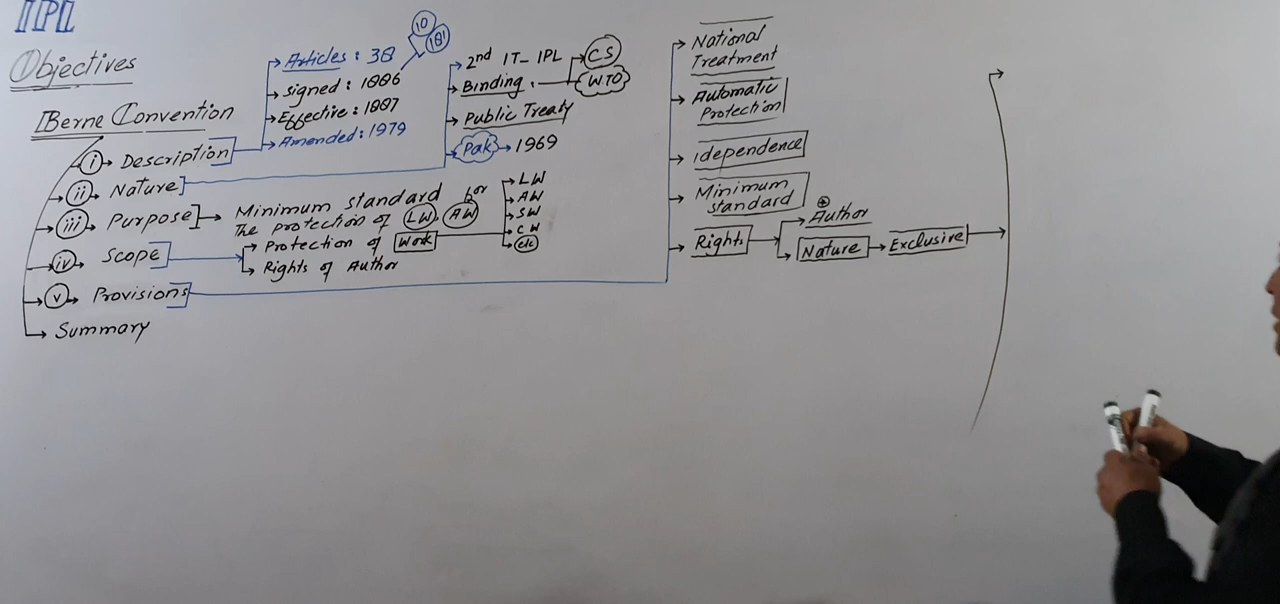 IPL
Objectives
Berne Convention
i Description
ii Nature
iii Purpose
iv Scope
v Provisions
Summary
Articles : 38
10
181
Signed : 1886
Effective : 1887
Amended : 1979
2nd IT - IPL
Binding .
CS
WTO
Public Treaty
Pak → 1969
Minimum standard for
The protection of LW, AW
Protection of Work
Rights of Author
LW
AW
SW
CW
etc
National
Treatment
Automatic
Protection
Idependence
Minimum
standard
Rights
Author
Nature → Exclusive